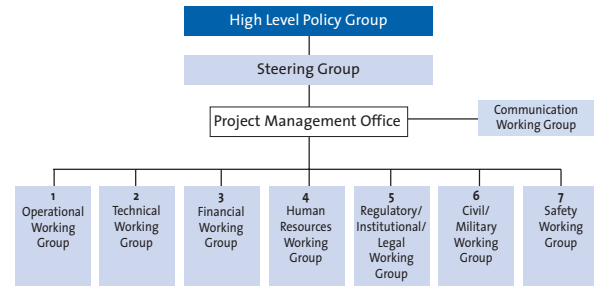 High Level Policy Group
Steering Group
Project Management Office
Communication
Working Group
1
Operational
Working
Group
2
Technical
Working
Group
3
Financial
Working
Group
4
Human
Resources
Working
Group
5
Regulatory/
Institutional/
Legal
Working
Group
6
Civil/
Military
Working
Group
7
Safety
Working
Group